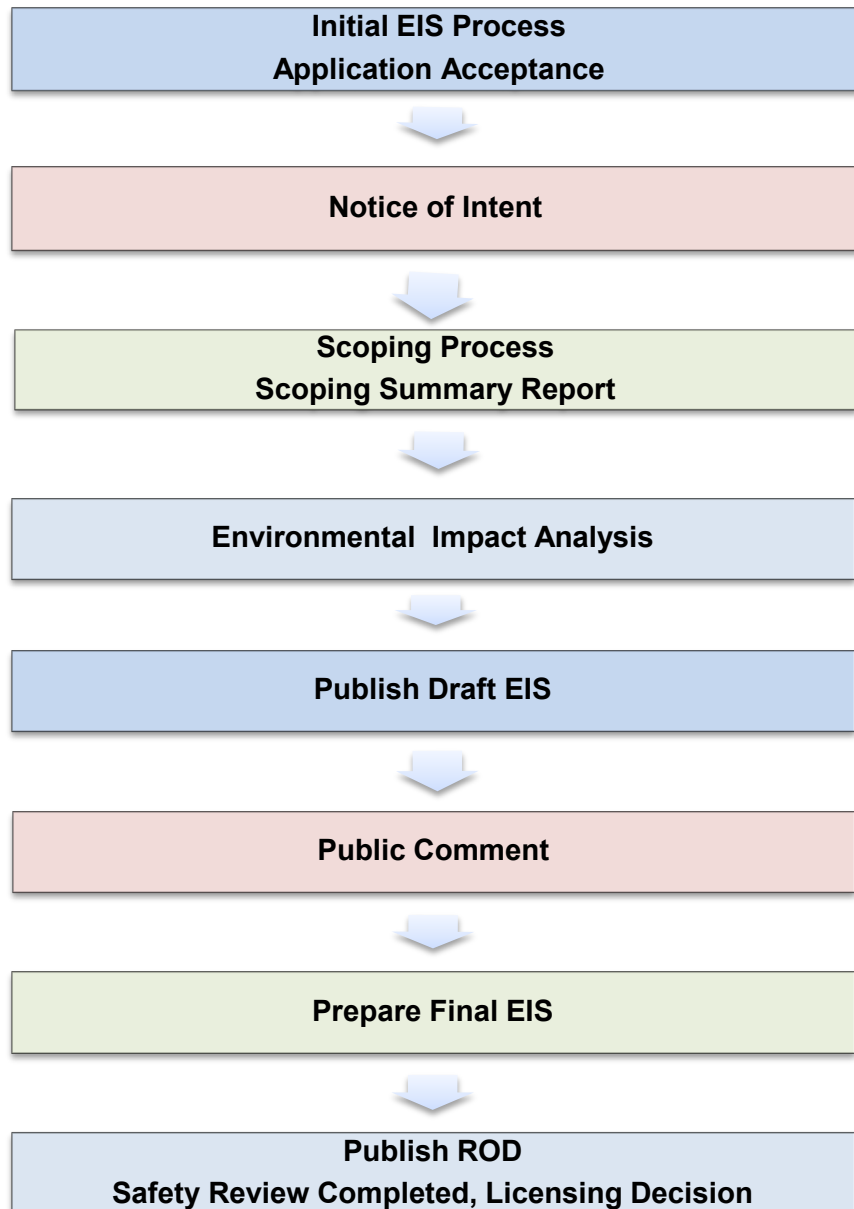 Initial EIS Process
Application Acceptance
Notice of Intent
Scoping Process
Scoping Summary Report
Environmental  Impact Analysis
Publish Draft EIS
Public Comment
Prepare Final EIS
Publish ROD
Safety Review Completed, Licensing Decision